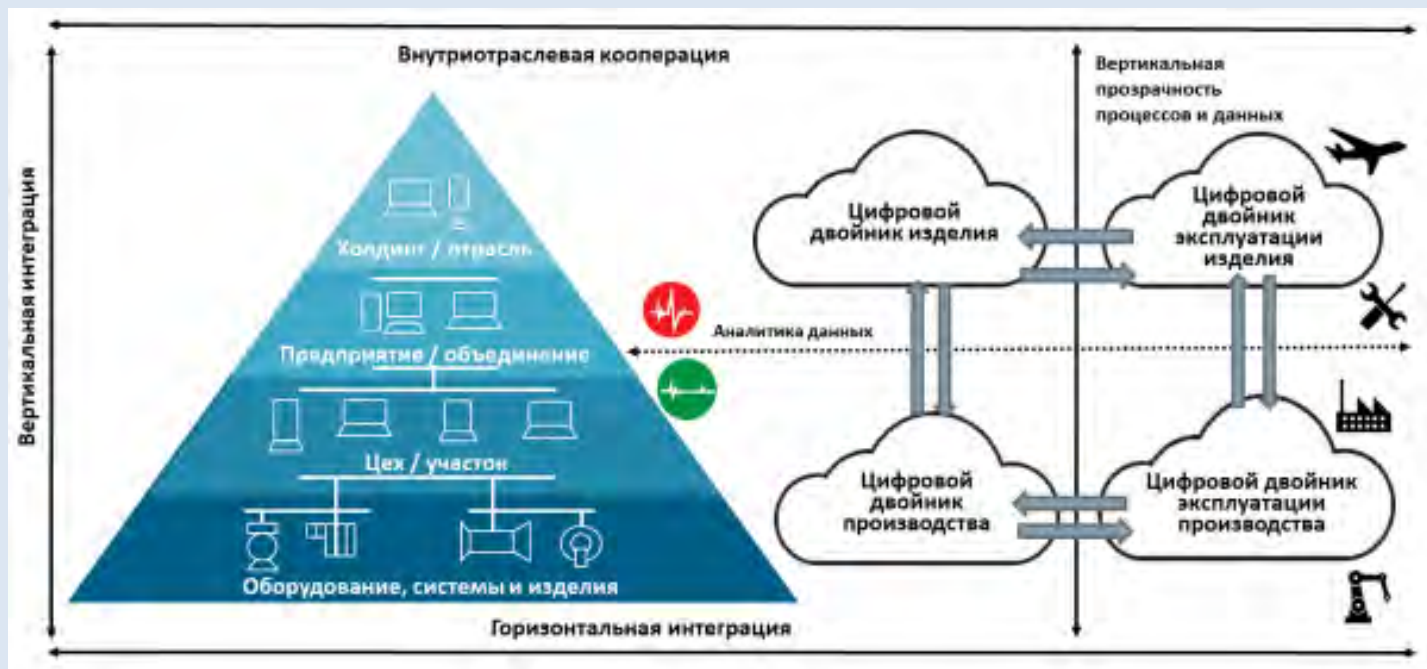 Внутриотраслевая кооперация
Вертикальная интеграция
Холдинг / отрасль
Предприятие / объединение
Цех / участок
Оборудование, системы и изделия
Горизонтальная интеграция
Аналитика данных
Вертикальная
прозрачность
процессов и данных
Цифровой
двойник изделия
Цифровой
двойник
эксплуатации
изделия
Цифровой
двойник
производства
Цифровой двойник
эксплуатации
производства